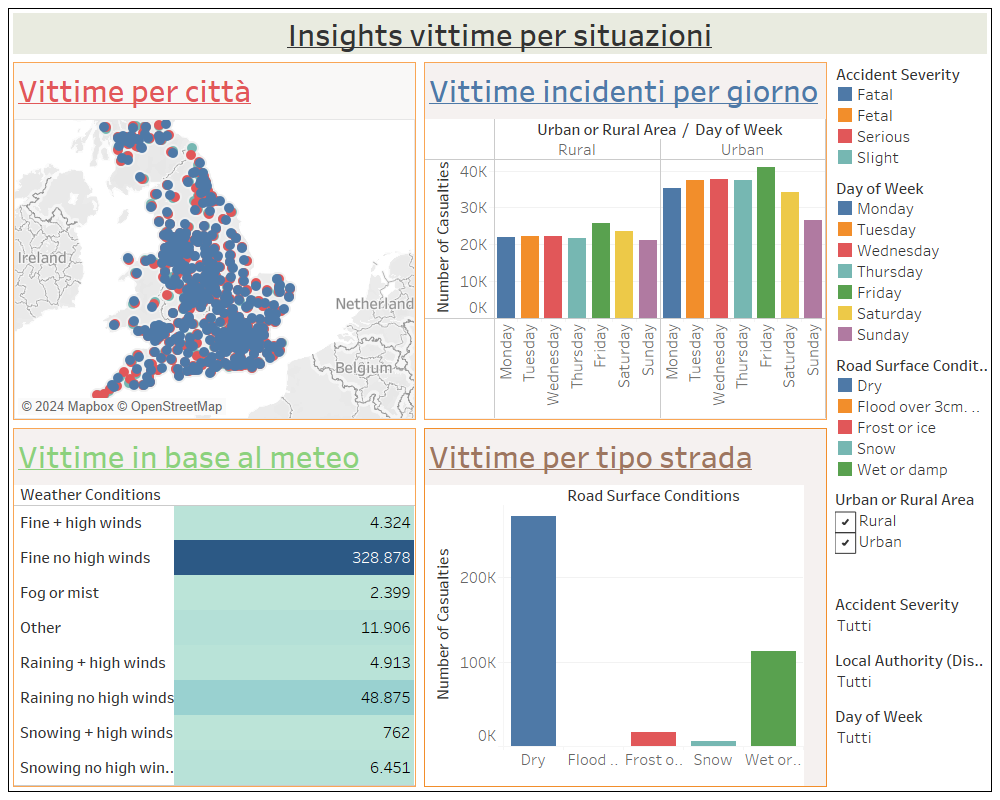 Insights vittime per situazioni
Vittime per città
Ireland
Netherland
Belgium
© 2024 Mapbox © OpenStreetMap
Vittime incidenti per giorno
Urban or Rural Area / Day of Week
Rural
Urban
Number of Casualties
40K
30K
20K
10K
0K
Monday
Tuesday
Wednesday
Thursday
Friday
Saturday
Sunday
Monday
Tuesday
Wednesday
Thursday
Friday
Saturday
Sunday
Vittime in base al meteo
Weather Conditions
Fine + high winds 4.324
Fine no high winds 328.878
Fog or mist 2.399
Other 11.906
Raining + high winds 4.913
Raining no high winds 48.875
Snowing + high winds 762
Snowing no high win.. 6.451
Vittime per tipo strada
Road Surface Conditions
Number of Casualties
200K
100K
0K
Dry
Flood ..
Frost o..
Snow
Wet or..
Accident Severity
Fatal
Fetal
Serious
Slight
Day of Week
Monday
Tuesday
Wednesday
Thursday
Friday
Saturday
Sunday
Road Surface Condit..
Dry
Flood over 3cm. ..
Frost or ice
Snow
Wet or damp
Urban or Rural Area
Rural
Urban
Accident Severity
Tutti
Local Authority (Dis..
Tutti
Day of Week
Tutti